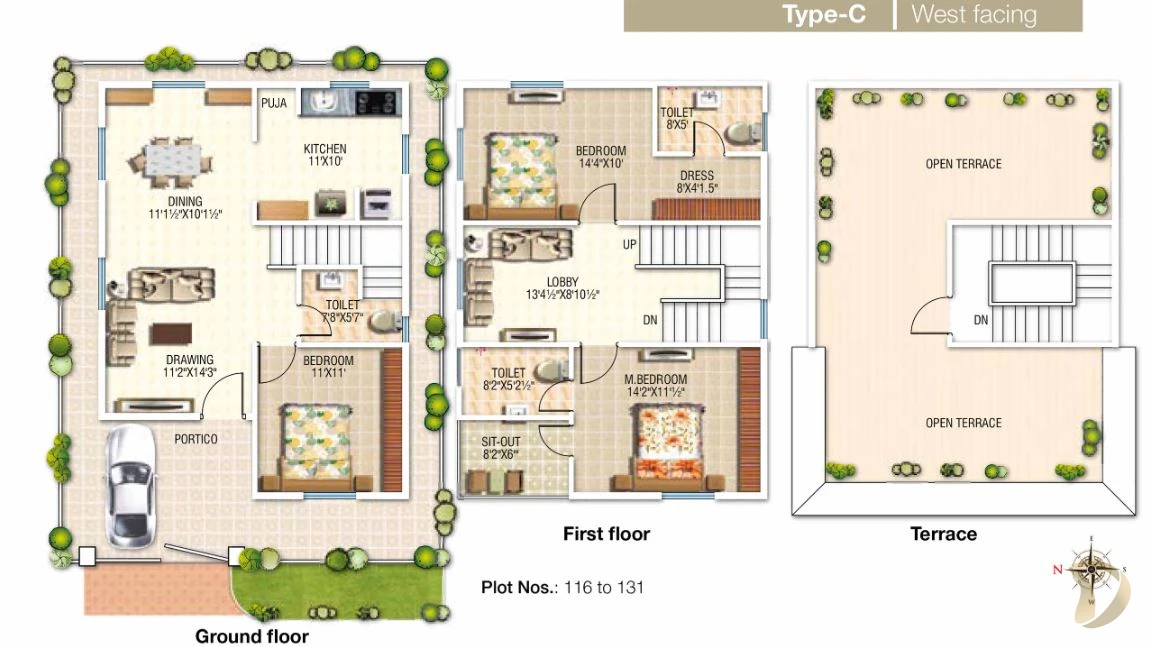 Type-C | West facing
PUJA
KITCHEN
11'X10'
DINING
11'1½"X10'1½"
TOILET
7'8"X5'7"
DRAWING
11'2"X14'3"
BEDROOM
11'X11'
PORTICO
Ground floor
TOILET
8'X5'
BEDROOM
14'4"X10'
DRESS
8'X4'1.5"
UP
LOBBY
13'4½"X8'10½"
DN
TOILET
8'2"X5'2½"
M.BEDROOM
14'2"X11'½"
SIT-OUT
8'2"X6'"
First floor
Plot Nos.: 116 to 131
OPEN TERRACE
DN
OPEN TERRACE
Terrace
E
N
S
W